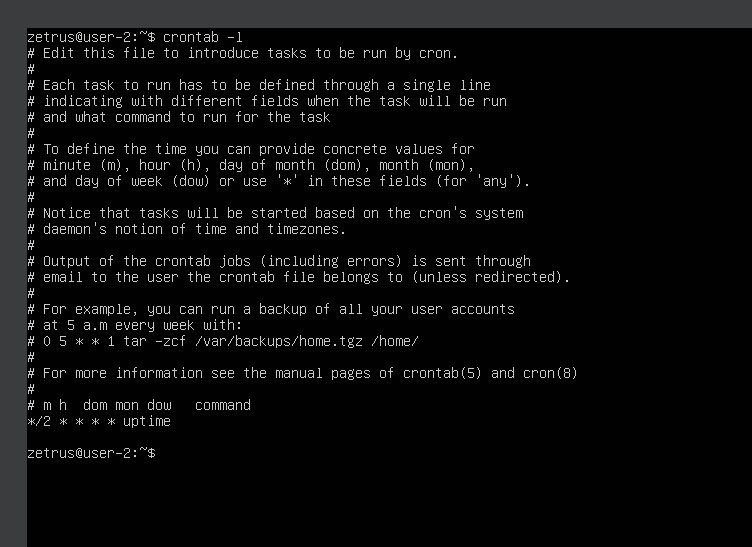 zetrus@user-2:~$ crontab -l
# Edit this file to introduce tasks to be run by cron.
#
# Each task to run has to be defined through a single line
# indicating with different fields when the task will be run
# and what command to run for the task
#
# To define the time you can provide concrete values for
# minute (m), hour (h), day of month (dom), month (mon),
# and day of week (dow) or use '*' in these fields (for 'any').
#
# Notice that tasks will be started based on the cron's system
# daemon's notion of time and timezones.
#
# Output of the crontab jobs (including errors) is sent through
# email to the user the crontab file belongs to (unless redirected).
#
# For example, you can run a backup of all your user accounts
# at 5 a.m every week with:
# 0 5 * * 1 tar -zcf /var/backups/home.tgz /home/
#
# For more information see the manual pages of crontab(5) and cron(8)
#
# m h  dom mon dow   command
*/2 * * * * uptime

zetrus@user-2:~$